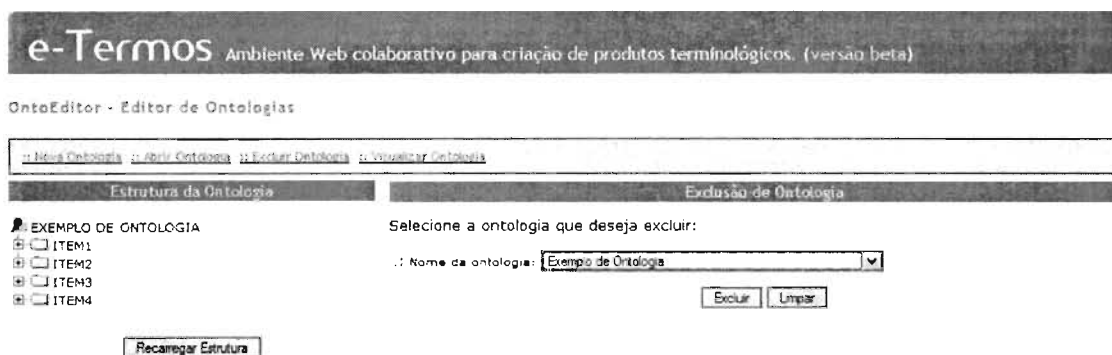 e-Termos Ambiente Web colaborativo para criação de produtos terminológicos. (versão beta)
OntoEditor - Editor de Ontologias
:: Nova Ontologia :: Abrir Ontologia :: Excluir Ontologia :: Visualizar Ontologia
Estrutura da Ontologia
Exclusão de Ontologia
EXEMPLO DE ONTOLOGIA
ITEM1
ITEM2
ITEM3
ITEM4
Recarregar Estrutura
Selecione a ontologia que deseja excluir:
.: Nome da ontologia: Exemplo de Ontologia
Excluir Limpar